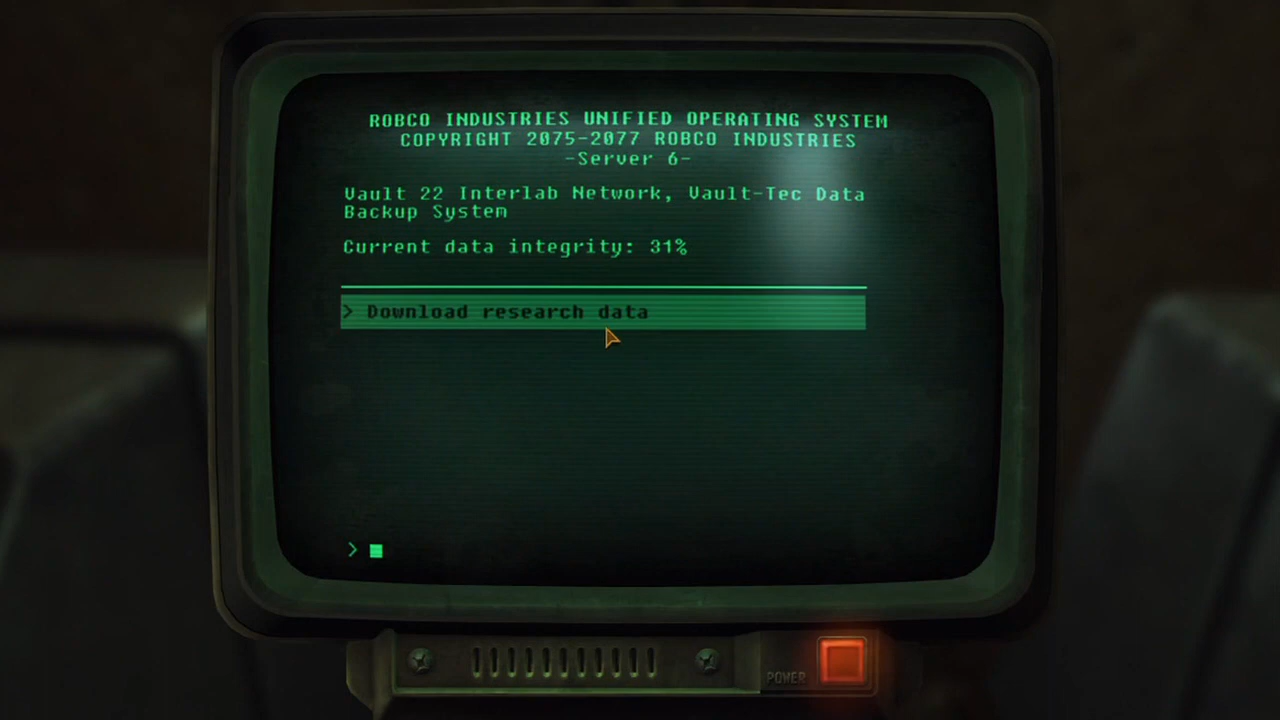 ROBCO INDUSTRIES UNIFIED OPERATING SYSTEM
COPYRIGHT 2075-2077 ROBCO INDUSTRIES
-Server 6-
Vault 22 Interlab Network, Vault-Tec Data
Backup System
Current data integrity: 31%
> Download research data
>
POWER